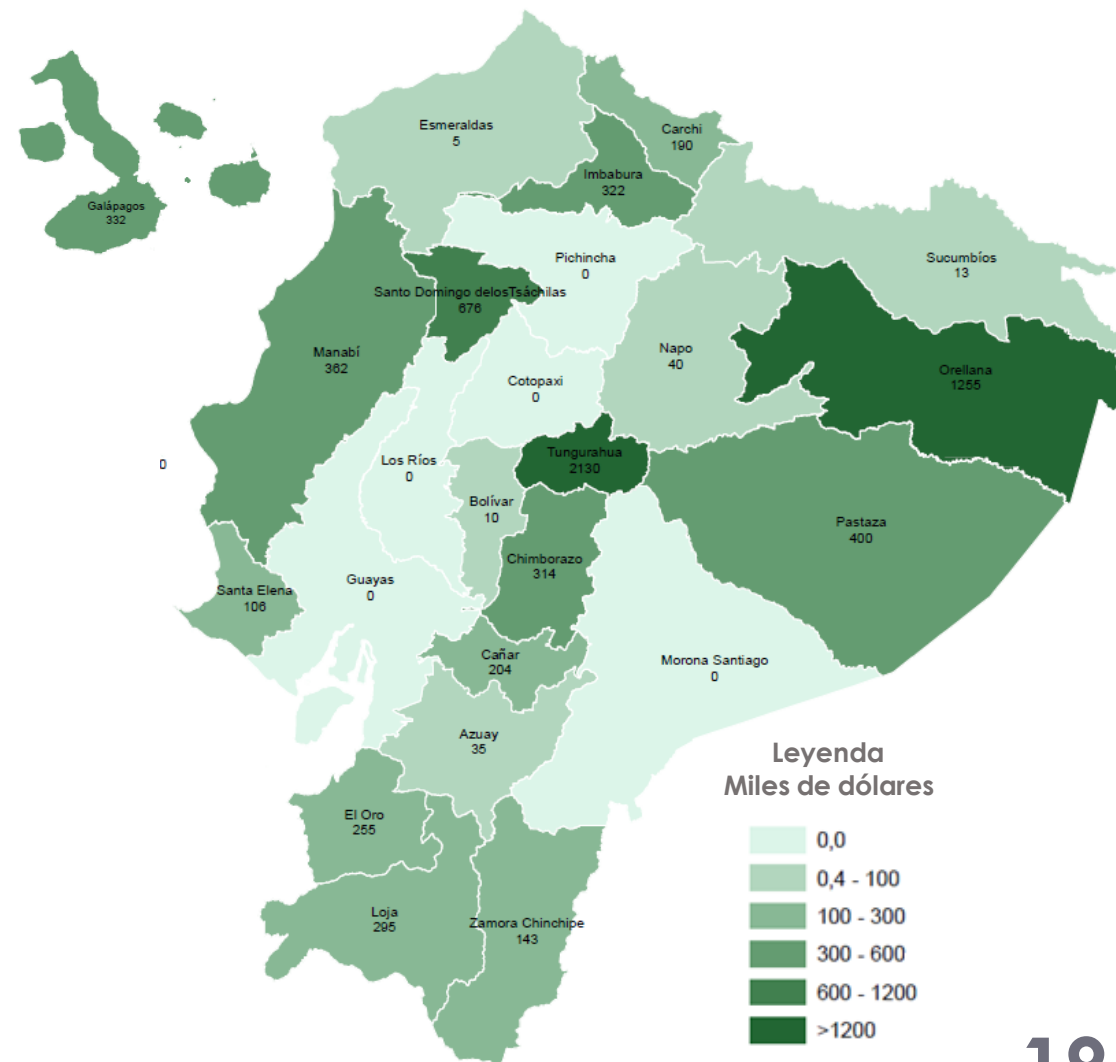 Esmeraldas
5
Carchi
190
Imbabura
322
Galápagos
332
Pichincha
0
Sucumbíos
13
Santo Domingo delosTsáchilas
676
Manabí
362
Napo
40
Orellana
1255
Cotopaxi
0
0
Los Ríos
0
Tungurahua
2130
Bolívar
10
Pastaza
400
Chimborazo
314
Guayas
0
Santa Elena
106
Cañar
204
Morona Santiago
0
Azuay
35
El Oro
255
Loja
295
Zamora Chinchipe
143
Leyenda
Miles de dólares
0,0
0,4 - 100
100 - 300
300 - 600
600 - 1200
>1200